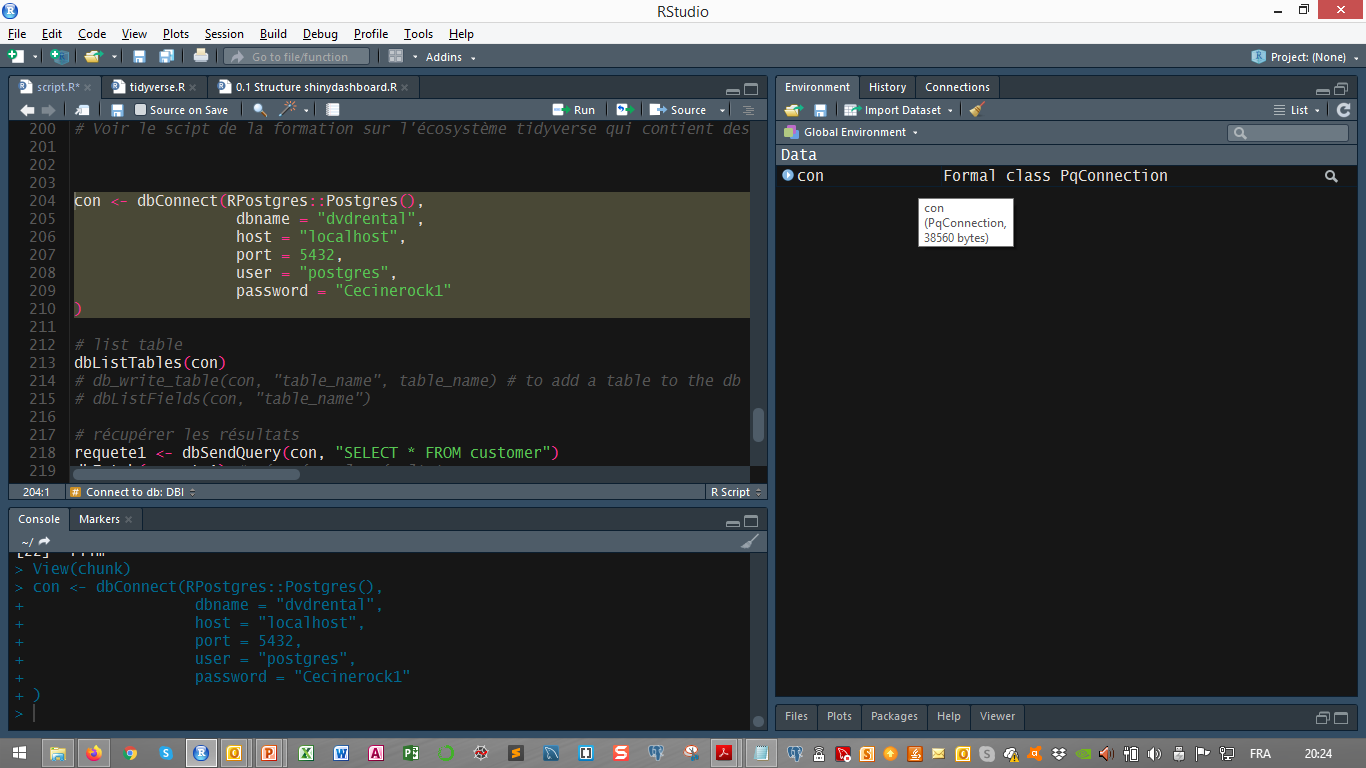 RStudio
File Edit Code View Plots Session Build Debug Profile Tools Help
Go to file/function Addins Project: (None)
script.R* tidyverse.R 0.1 Structure shinydashboard.R
Source on Save Run Source
200 # Voir le scipt de la formation sur l'écosystème tidyverse qui contient des
201
202
203
204 con <- dbConnect(RPostgres::Postgres(),
205 dbname = "dvdrental",
206 host = "localhost",
207 port = 5432,
208 user = "postgres",
209 password = "Cecinerock1"
210 )
211
212 # list table
213 dbListTables(con)
214 # db_write_table(con, "table_name", table_name) # to add a table to the db
215 # dbListFields(con, "table_name")
216
217 # récupérer les résultats
218 requete1 <- dbSendQuery(con, "SELECT * FROM customer")
219
204:1 # Connect to db: DBI R Script
Console Markers
~/
> View(chunk)
> con <- dbConnect(RPostgres::Postgres(),
+ dbname = "dvdrental",
+ host = "localhost",
+ port = 5432,
+ user = "postgres",
+ password = "Cecinerock1"
+ )
>
Environment History Connections
Import Dataset List
Global Environment
Data
con Formal class PqConnection
con
(PqConnection,
38560 bytes)
Files Plots Packages Help Viewer
FRA 20:24